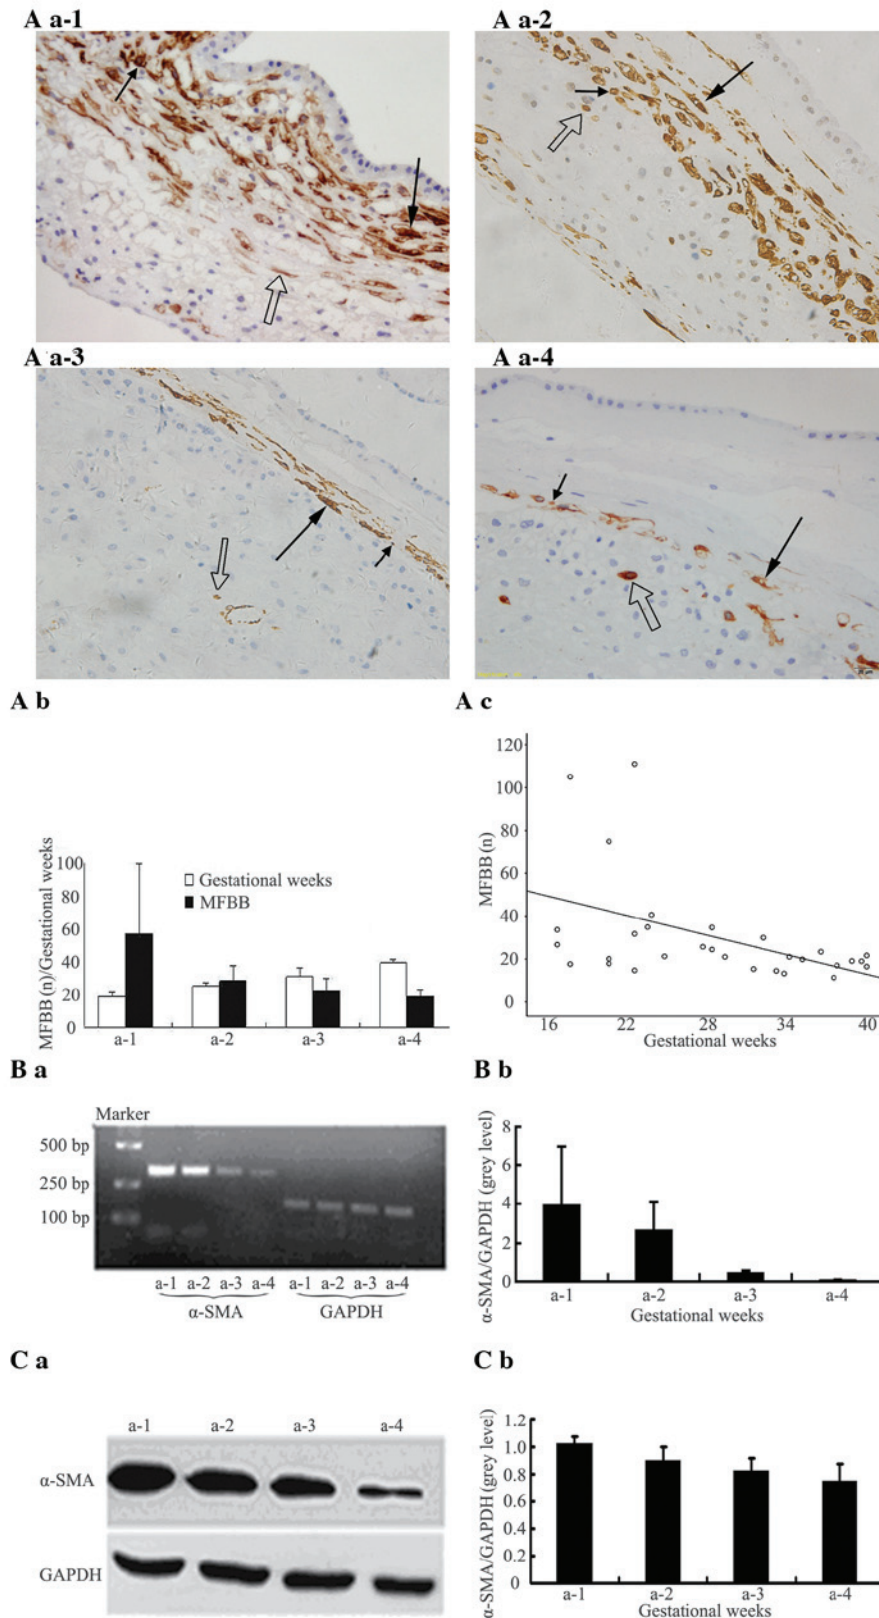 A a-1
A a-2
A a-3
A a-4
A b
A c
MFBB (n)/Gestational weeks
100
80
60
40
20
0
Gestational weeks
MFBB
a-1 a-2 a-3 a-4
MFBB (n)
120
100
80
60
40
20
0
16 22 28 34 40
Gestational weeks
B a
B b
Marker
500 bp
250 bp
100 bp
a-1 a-2 a-3 a-4 a-1 a-2 a-3 a-4
α-SMA GAPDH
α-SMA/GAPDH (grey level)
8
6
4
2
0
a-1 a-2 a-3 a-4
Gestational weeks
C a
C b
a-1 a-2 a-3 a-4
α-SMA
GAPDH
α-SMA/GAPDH (grey level)
1.2
1
0.8
0.6
0.4
0.2
0
a-1 a-2 a-3 a-4
Gestational weeks